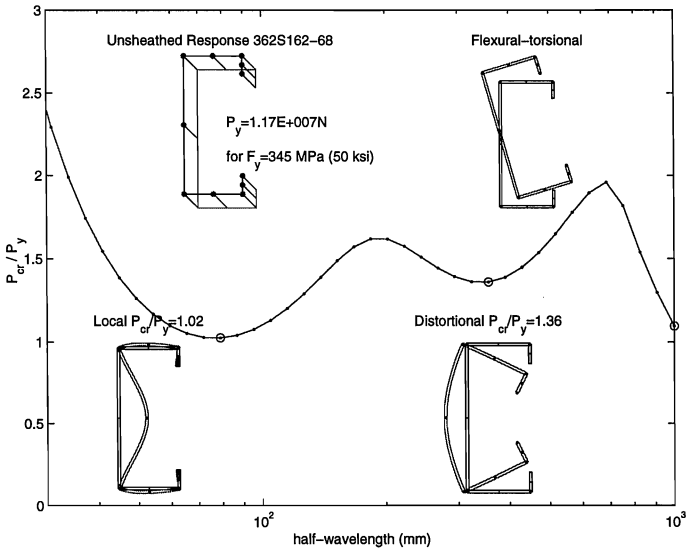 3
2.5
2
1.5
1
0.5
0
P_cr / P_y
Unsheathed Response 362S162−68
P_y=1.17E+007N
for F_y=345 MPa (50 ksi)
Flexural−torsional
Local P_cr/P_y=1.02
Distortional P_cr/P_y=1.36
10^2
10^3
half−wavelength (mm)